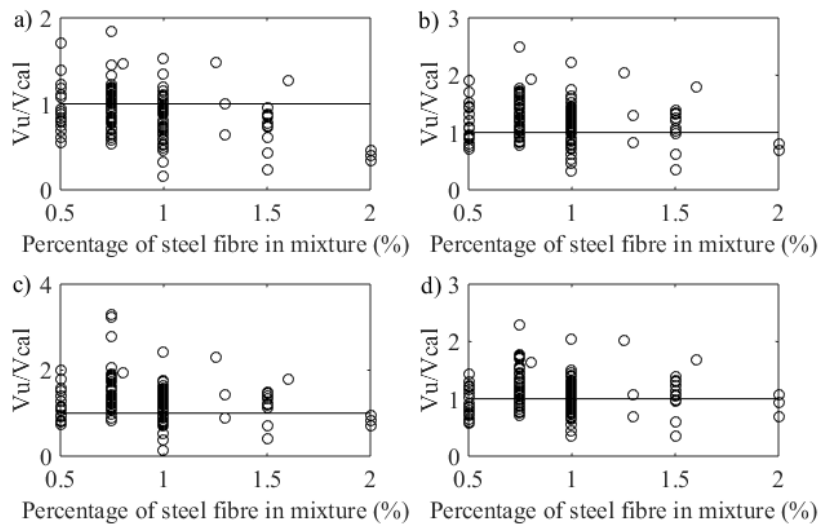 a) 2 b) 3
Vu/Vcal 1 Vu/Vcal 2
1
0 0
0.5 1 1.5 2 0.5 1 1.5 2
Percentage of steel fibre in mixture (%) Percentage of steel fibre in mixture (%)
c) 4 d) 3
Vu/Vcal 2 Vu/Vcal 2
1
0 0
0.5 1 1.5 2 0.5 1 1.5 2
Percentage of steel fibre in mixture (%) Percentage of steel fibre in mixture (%)